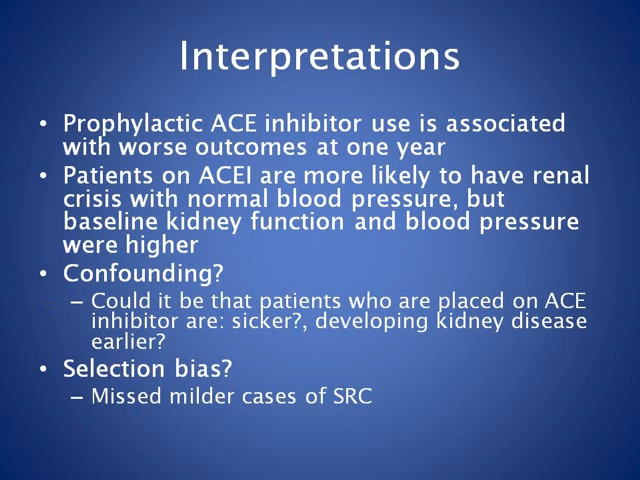 Interpretations
• Prophylactic ACE inhibitor use is associated
with worse outcomes at one year
• Patients on ACEI are more likely to have renal
crisis with normal blood pressure, but
baseline kidney function and blood pressure
were higher
• Confounding?
– Could it be that patients who are placed on ACE
inhibitor are: sicker?, developing kidney disease
earlier?
• Selection bias?
– Missed milder cases of SRC